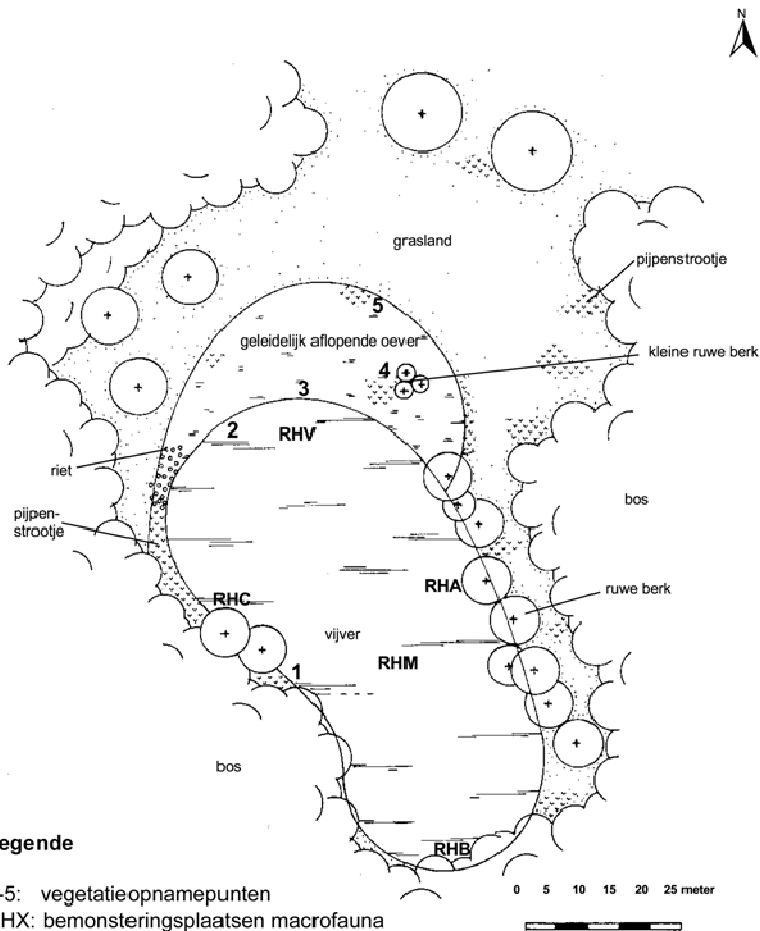 N
grasland
pijpenstrootje
5
geleidelijk aflopende oever
kleine ruwe berk
4
3
2
RHV
riet
bos
pijpen-
strootje
RHA
ruwe berk
RHC
vijver
RHM
1
bos
RHB
egende
0 5 10 15 20 25 meter
-5: vegetatieopnamepunten
HX: bemonsteringsplaatsen macrofauna